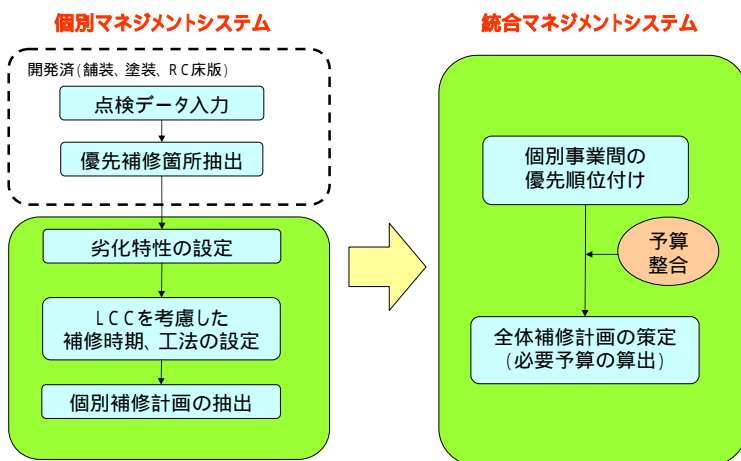 個別マネジメントシステム
開発済(舗装、塗装、RC床版)
点検データ入力
優先補修箇所抽出
劣化特性の設定
LCCを考慮した
補修時期、工法の設定
個別補修計画の抽出
統合マネジメントシステム
個別事業間の
優先順位付け
予算
整合
全体補修計画の策定
(必要予算の算出)